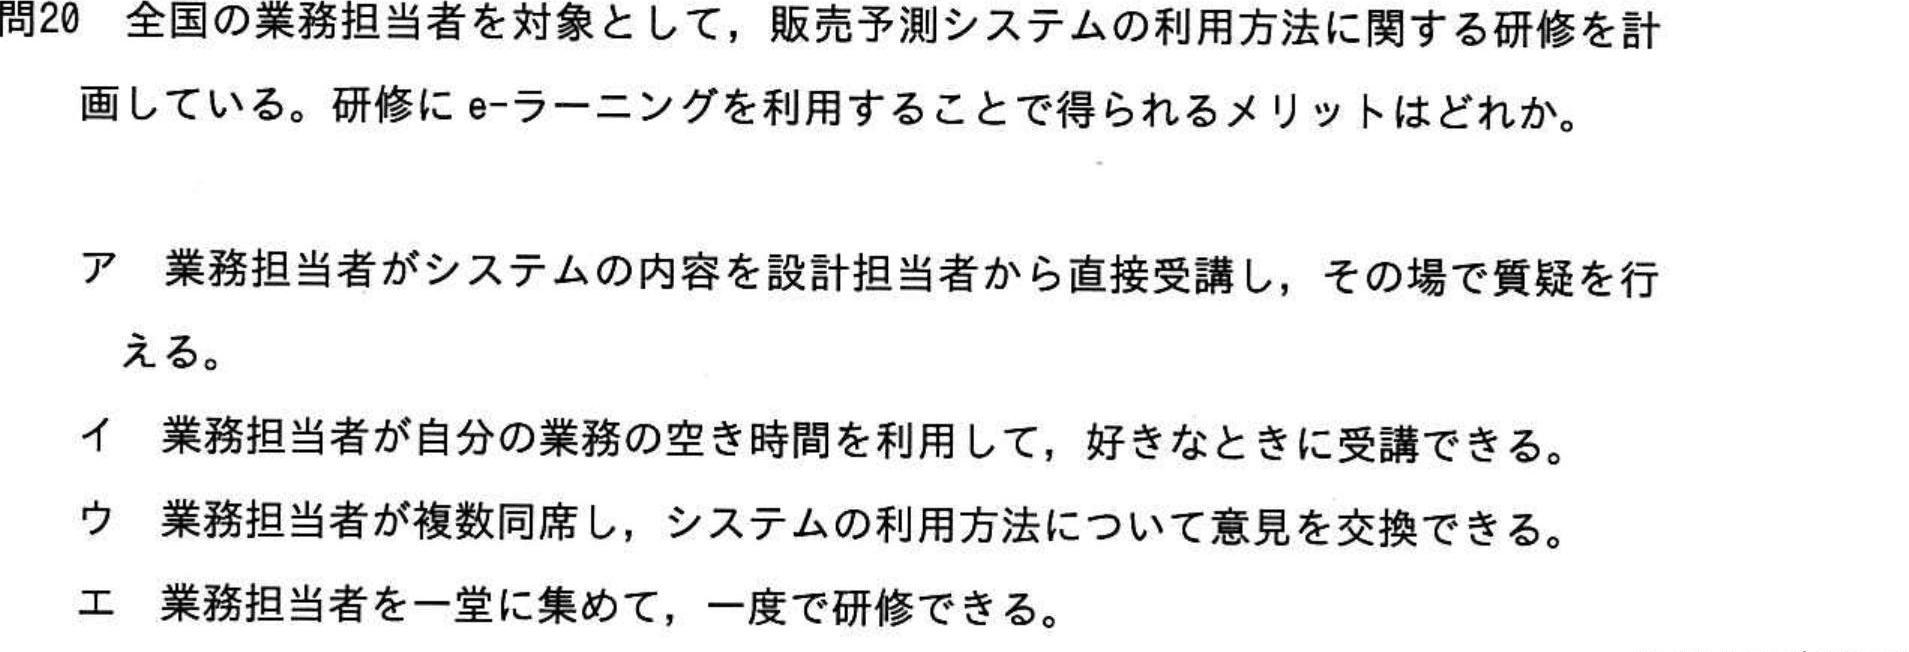 問20 全国の業務担当者を対象として，販売予測システムの利用方法に関する研修を計
画している。研修に e-ラーニングを利用することで得られるメリットはどれか。
ア 業務担当者がシステムの内容を設計担当者から直接受講し，その場で質疑を行
える。
イ 業務担当者が自分の業務の空き時間を利用して，好きなときに受講できる。
ウ 業務担当者が複数同席し，システムの利用方法について意見を交換できる。
エ 業務担当者を一堂に集めて，一度で研修できる。